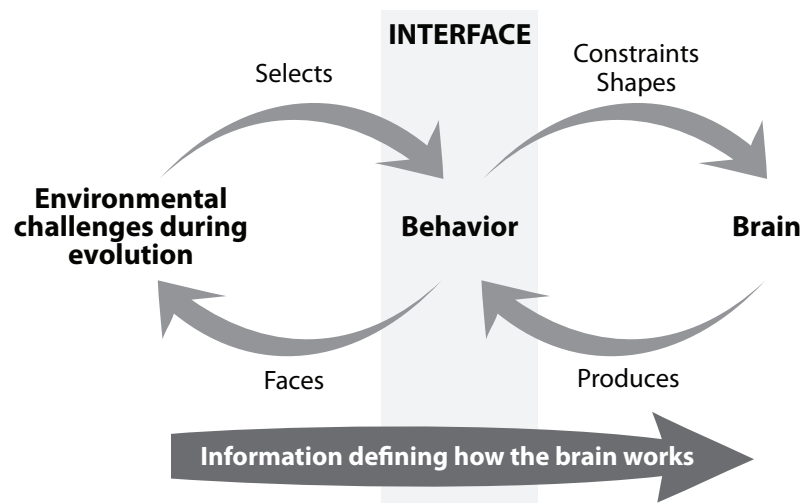 INTERFACE
Selects
Constraints
Shapes
Environmental
challenges during
evolution
Behavior
Brain
Faces
Produces
Information defining how the brain works